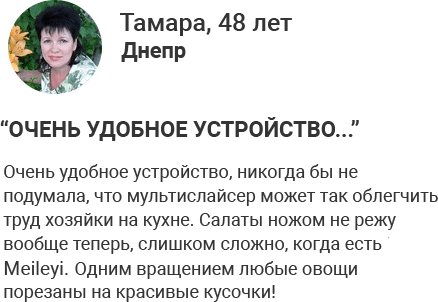 Тамара, 48 лет
Днепр
“ОЧЕНЬ УДОБНОЕ УСТРОЙСТВО...”
Очень удобное устройство, никогда бы не
подумала, что мультислайсер может так облегчить
труд хозяйки на кухне. Салаты ножом не режу
вообще теперь, слишком сложно, когда есть
Meileyi. Одним вращением любые овощи
порезаны на красивые кусочки!